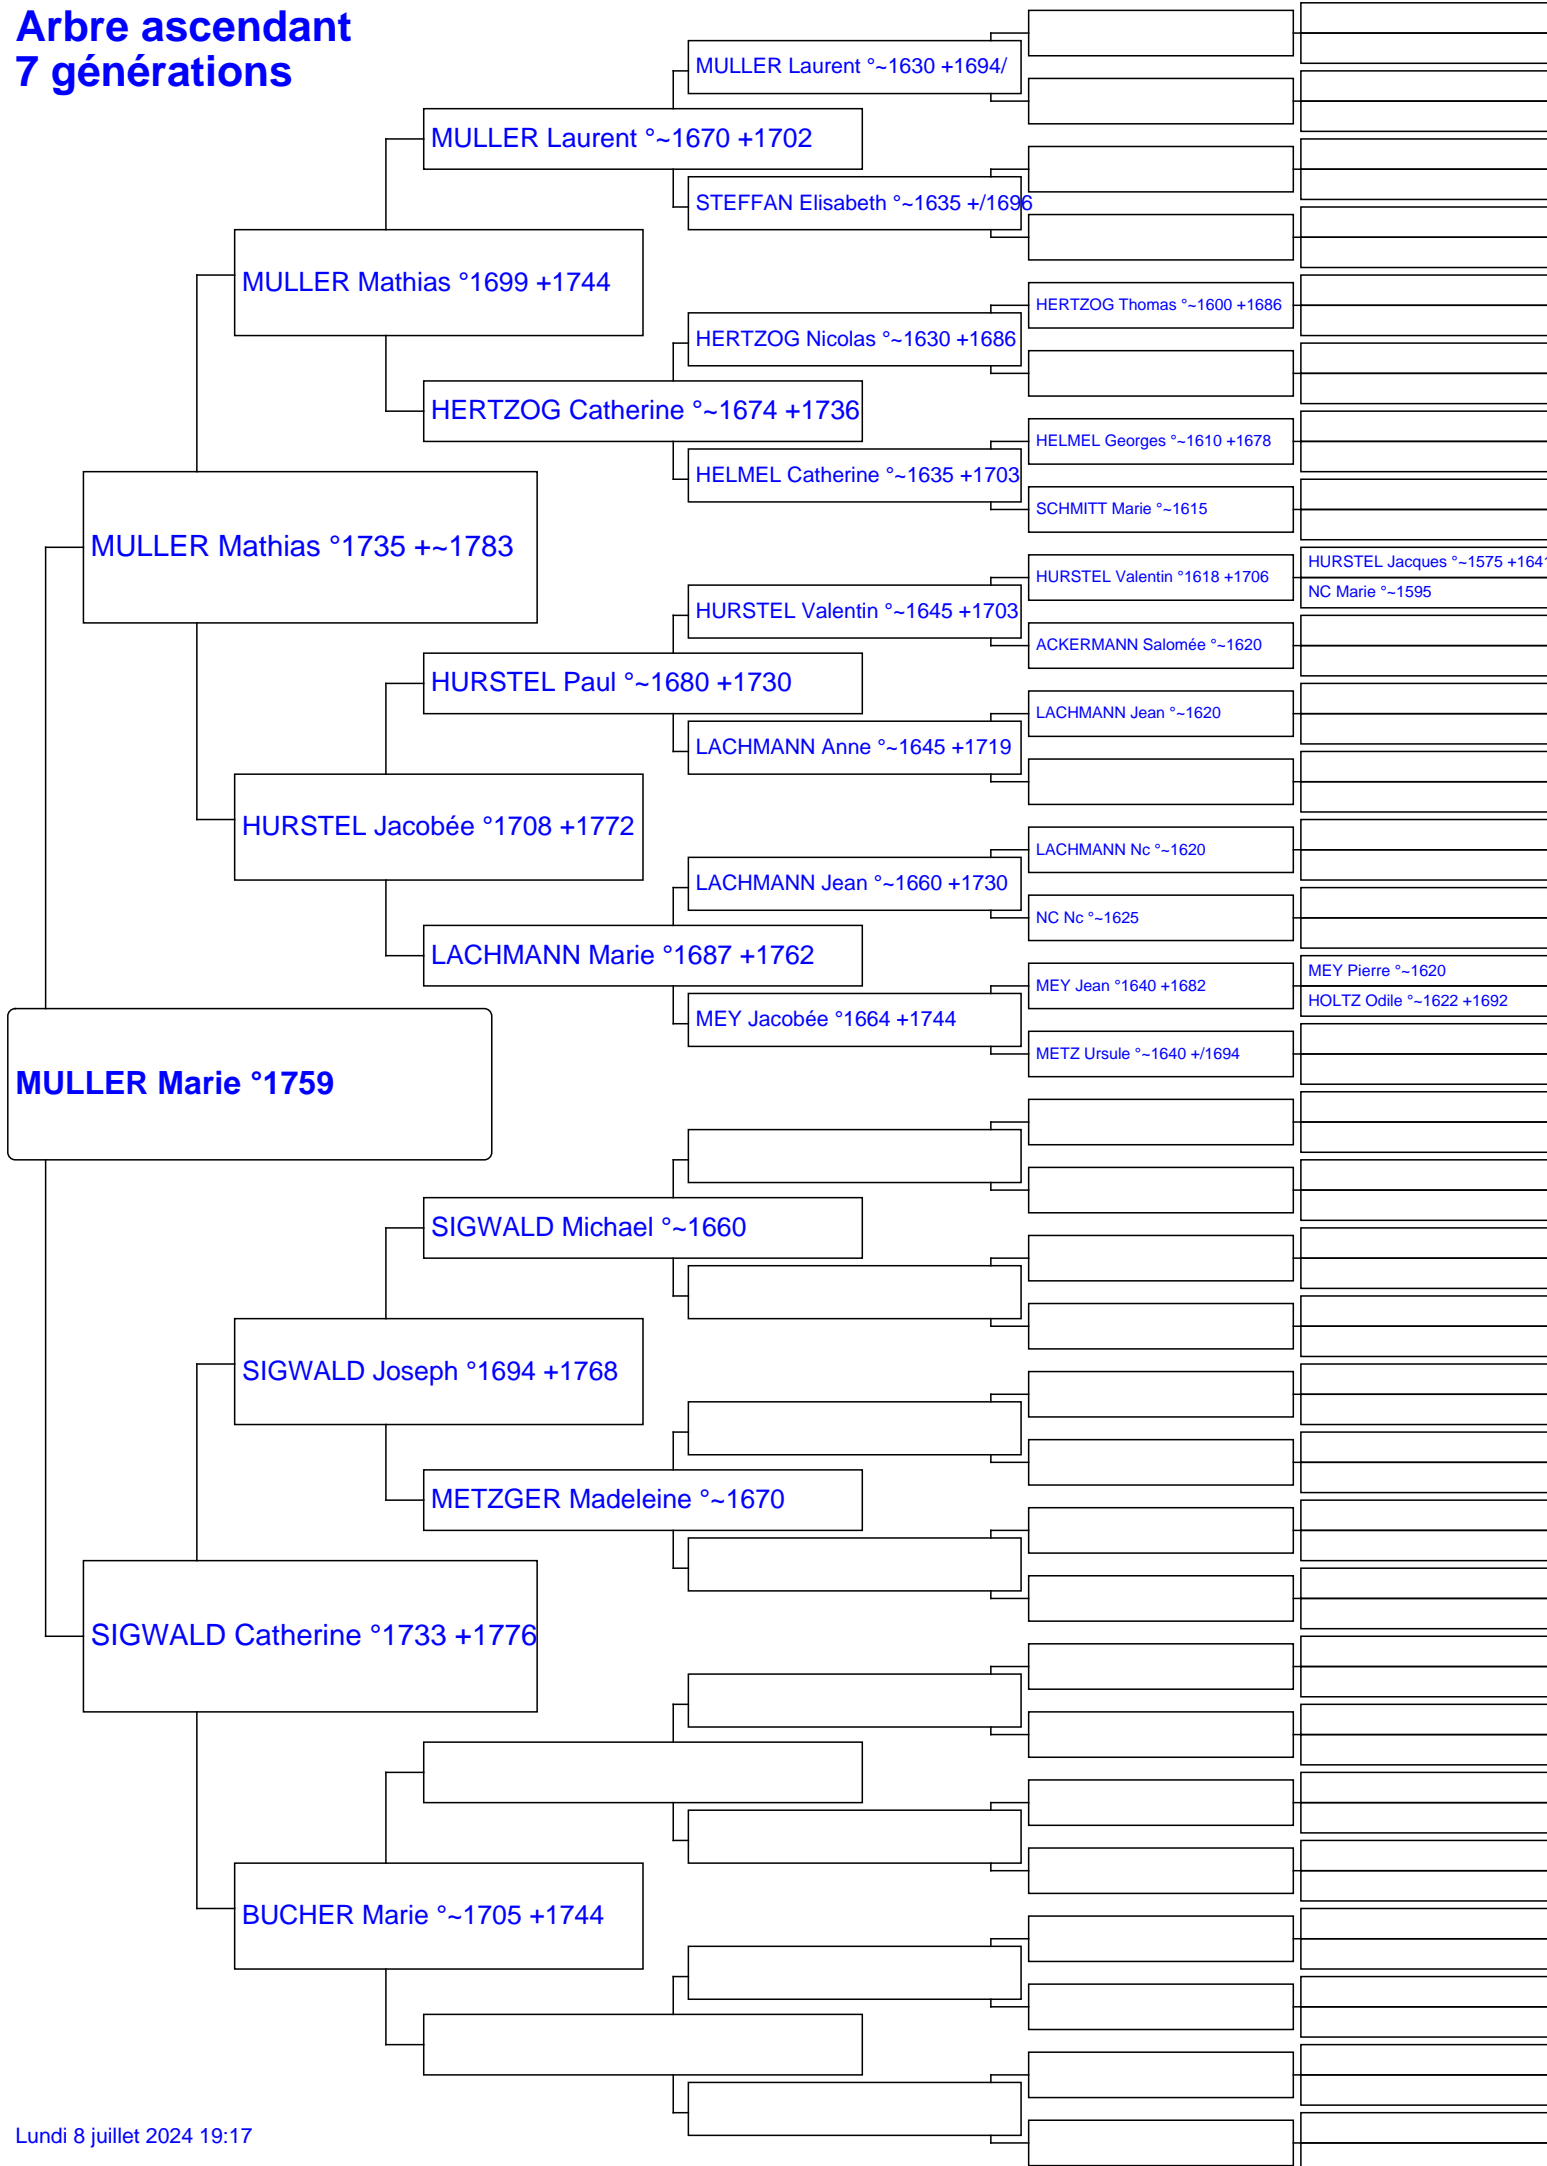 Arbre ascendant
7 générations
MULLER Laurent °~1630 +1694/
MULLER Laurent °~1670 +1702
STEFFAN Elisabeth °~1635 +/1696
MULLER Mathias °1699 +1744
HERTZOG Thomas °~1600 +1686
HERTZOG Nicolas °~1630 +1686
HERTZOG Catherine °~1674 +1736
HELMEL Georges °~1610 +1678
HELMEL Catherine °~1635 +1703
SCHMITT Marie °~1615
MULLER Mathias °1735 +~1783
HURSTEL Jacques °~1575 +1641
HURSTEL Valentin °1618 +1706
NC Marie °~1595
HURSTEL Valentin °~1645 +1703
ACKERMANN Salomée °~1620
HURSTEL Paul °~1680 +1730
LACHMANN Jean °~1620
LACHMANN Anne °~1645 +1719
HURSTEL Jacobée °1708 +1772
LACHMANN Nc °~1620
LACHMANN Jean °~1660 +1730
NC Nc °~1625
LACHMANN Marie °1687 +1762
MEY Pierre °~1620
MEY Jean °1640 +1682
HOLTZ Odile °~1622 +1692
MEY Jacobée °1664 +1744
METZ Ursule °~1640 +/1694
MULLER Marie °1759
SIGWALD Michael °~1660
SIGWALD Joseph °1694 +1768
METZGER Madeleine °~1670
SIGWALD Catherine °1733 +1776
BUCHER Marie °~1705 +1744
Lundi 8 juillet 2024 19:17